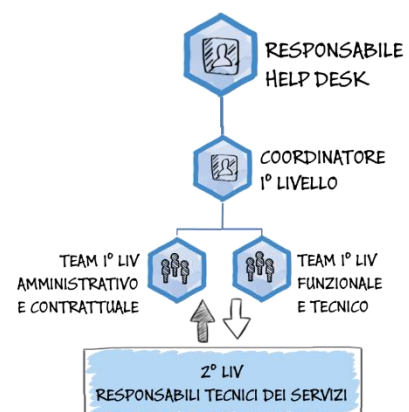 RESPONSABILE
HELP DESK
COORDINATORE
1° LIVELLO
TEAM 1° LIV
AMMINISTRATIVO
E CONTRATTUALE
TEAM 1° LIV
FUNZIONALE
E TECNICO
2° LIV
RESPONSABILI TECNICI DEI SERVIZI